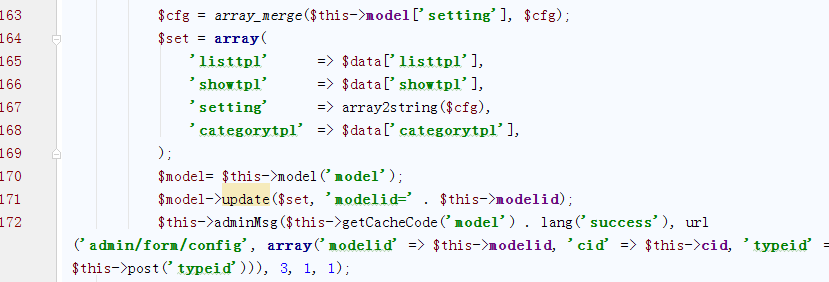 163 $cfg = array_merge($this->model['setting'], $cfg);
164 $set = array(
165 'listtpl' => $data['listtpl'],
166 'showtpl' => $data['showtpl'],
167 'setting' => array2string($cfg),
168 'categorytpl' => $data['categorytpl'],
169 );
170 $model= $this->model('model');
171 $model->update($set, 'modelid=' . $this->modelid);
172 $this->adminMsg($this->getCacheCode('model') . lang('success'), url
('admin/form/config', array('modelid' => $this->modelid, 'cid' => $this->cid, 'typeid' =
$this->post('typeid'))), 3, 1, 1);